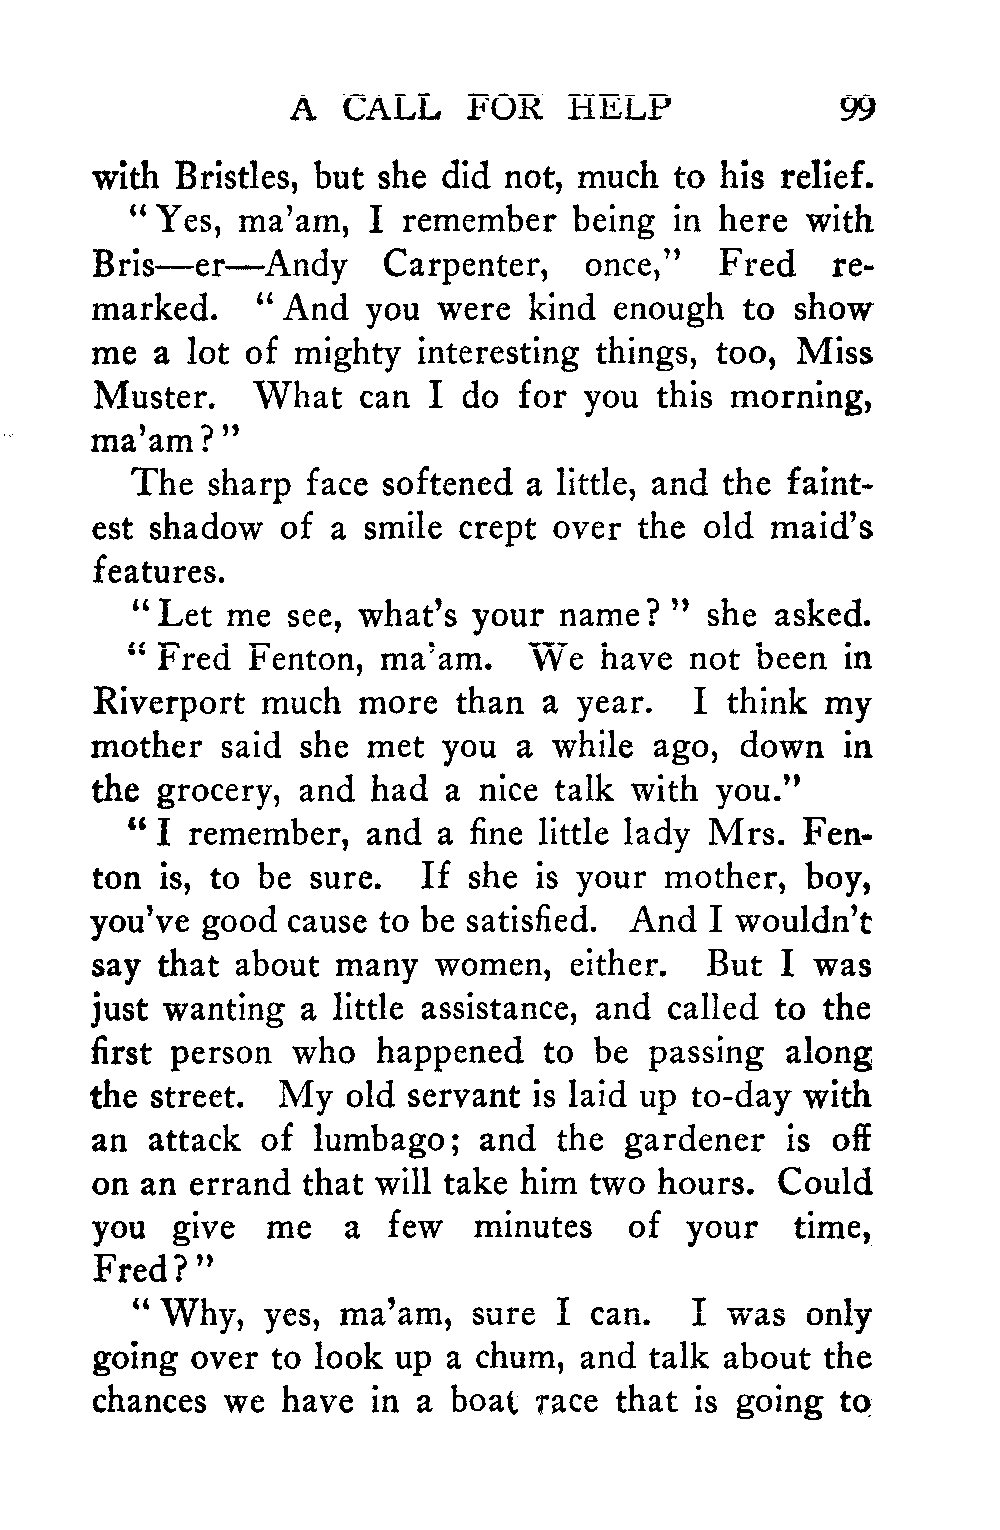 A CALL FOR HELP 99
with Bristles, but she did not, much to his relief.
“Yes, ma’am, I remember being in here with
Bris—er—Andy Carpenter, once,” Fred re-
marked. “And you were kind enough to show
me a lot of mighty interesting things, too, Miss
Muster. What can I do for you this morning,
ma’am?”
The sharp face softened a little, and the faint-
est shadow of a smile crept over the old maid’s
features.
“Let me see, what’s your name?” she asked.
“Fred Fenton, ma’am. We have not been in
Riverport much more than a year. I think my
mother said she met you a while ago, down in
the grocery, and had a nice talk with you.”
“I remember, and a fine little lady Mrs. Fen-
ton is, to be sure. If she is your mother, boy,
you’ve good cause to be satisfied. And I wouldn’t
say that about many women, either. But I was
just wanting a little assistance, and called to the
first person who happened to be passing along
the street. My old servant is laid up to-day with
an attack of lumbago; and the gardener is off
on an errand that will take him two hours. Could
you give me a few minutes of your time,
Fred?”
“Why, yes, ma’am, sure I can. I was only
going over to look up a chum, and talk about the
chances we have in a boat race that is going to